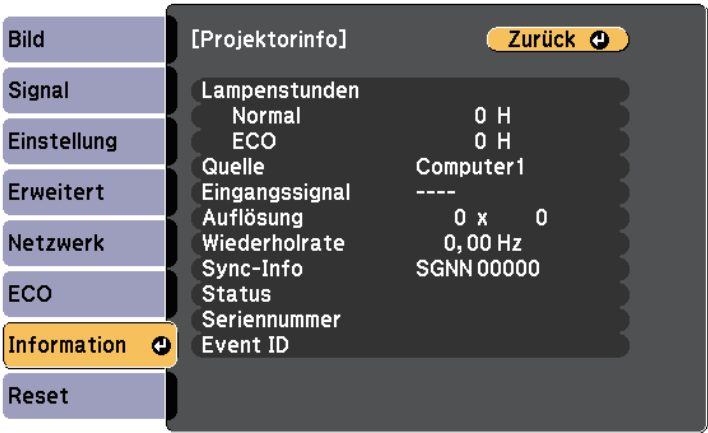 Bild
Signal
Einstellung
Erweitert
Netzwerk
ECO
Information
Reset
[Projektorinfo]
Zurück
Lampenstunden
Normal 0 H
ECO 0 H
Quelle Computer1
Eingangssignal ----
Auflösung 0 x 0
Wiederholrate 0,00 Hz
Sync-Info SGNN 00000
Status
Seriennummer
Event ID